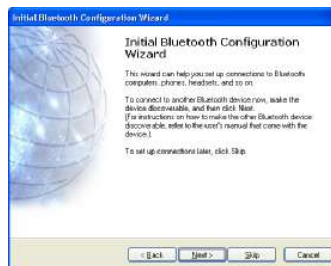 Initial Bluetooth Configuration Wizard
Initial Bluetooth Configuration
Wizard
This wizard can help you set up connections to Bluetooth
computers, phones, headsets, and so on.
To connect to another Bluetooth device now, make the
device discoverable, and then click Next.
(For instructions on how to make the other Bluetooth device
discoverable, refer to the user's manual that came with the
device.)
To set up connections later, click Skip.
< Back Next > Skip Cancel